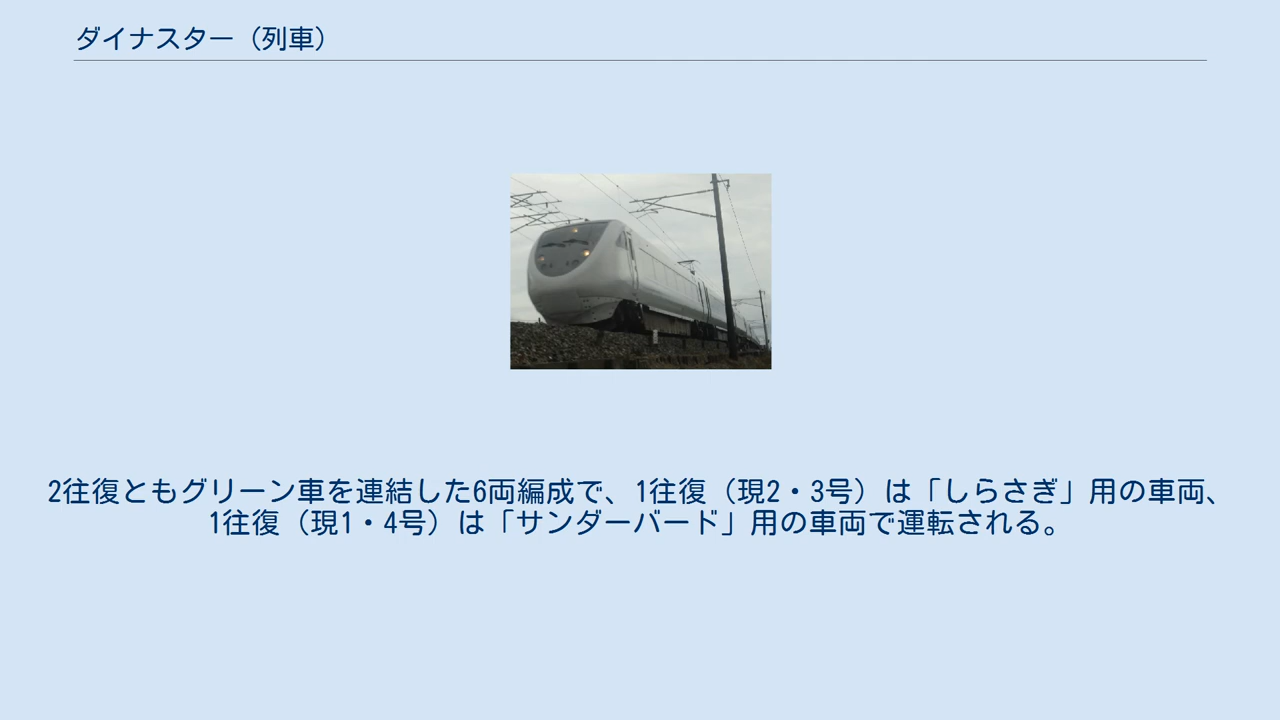 ダイナスター（列車）
2往復ともグリーン車を連結した6両編成で、1往復（現2・3号）は「しらさぎ」用の車両、
1往復（現1・4号）は「サンダーバード」用の車両で運転される。